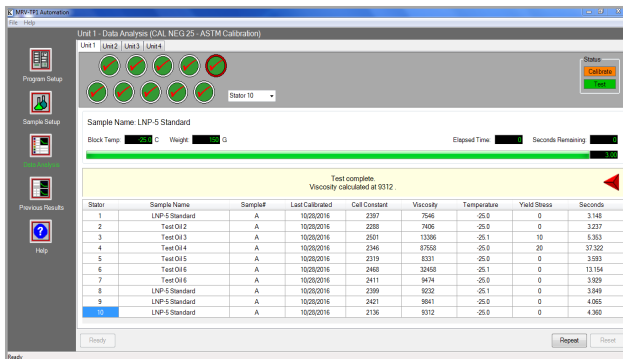 MRV-TP1 Automation
File Help
Unit 1 - Data Analysis (CAL NEG 25 - ASTM Calibration)
Unit 1 Unit 2 Unit 3 Unit 4
Program Setup
Sample Setup
Data Analysis
Previous Results
Help
Stator 10
Status
Calibrate
Test
Sample Name: LNP-5 Standard
Block Temp -25.0 C Weight 150 G Elapsed Time 0 Seconds Remaining 0
3.00
Test complete.
Viscosity calculated at 9312 .
Stator Sample Name Sample# Last Calibrated Cell Constant Viscosity Temperature Yield Stress Seconds
1 LNP-5 Standard A 10/28/2016 2397 7546 -25.0 0 3.148
2 Test Oil 2 A 10/28/2016 2288 7406 -25.0 0 3.237
3 Test Oil 3 A 10/28/2016 2501 13386 -25.1 10 5.353
4 Test Oil 4 A 10/28/2016 2346 87558 -25.0 20 37.322
5 Test Oil 5 A 10/28/2016 2319 8331 -25.0 0 3.593
6 Test Oil 6 A 10/28/2016 2468 32458 -25.1 0 13.154
7 Test Oil 6 A 10/28/2016 2411 9474 -25.0 0 3.929
8 LNP-5 Standard A 10/28/2016 2399 9232 -25.1 0 3.849
9 LNP-5 Standard A 10/28/2016 2421 9841 -25.0 0 4.065
10 LNP-5 Standard A 10/28/2016 2136 9312 -25.0 0 4.360
Ready Repeat Reset
Ready